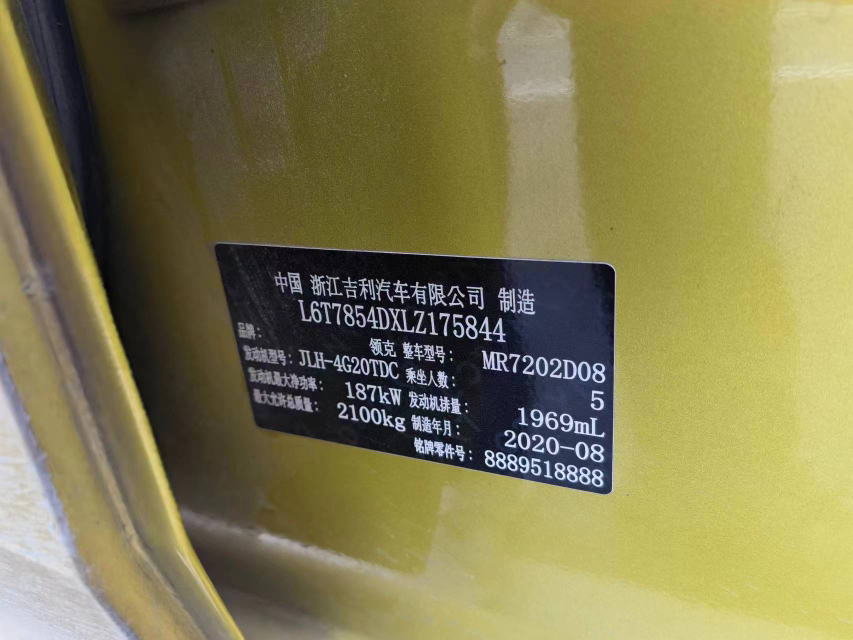 中国 浙江吉利汽车有限公司 制造
L6T7854DXLZ175844
品牌： 领克 整车型号： MR7202D08
发动机型号： JLH-4G20TDC 乘坐人数： 5
发动机最大净功率： 187kW 发动机排量： 1969mL
最大允许总质量： 2100kg 制造年月： 2020-08
铭牌零件号： 8889518888